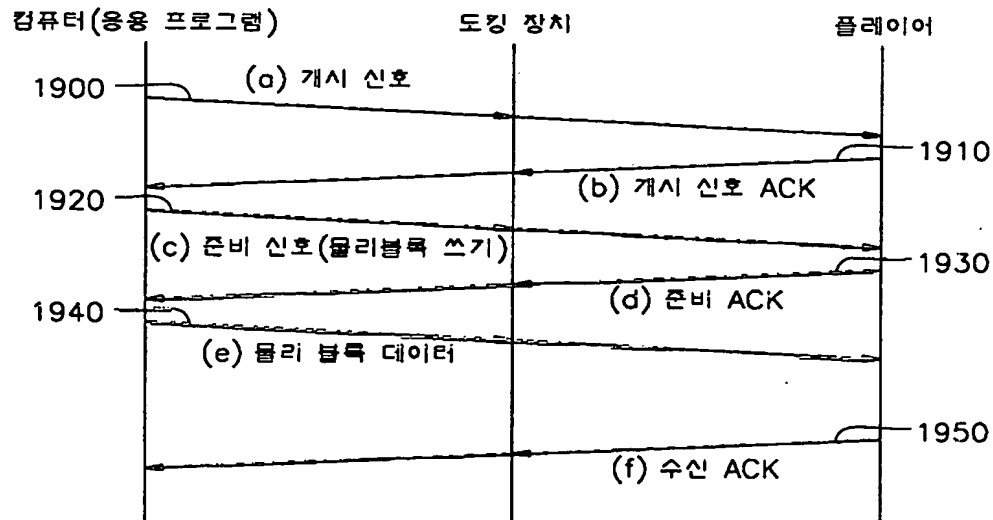 컴퓨터(응용 프로그램) 도킹 장치 플레이어
1900 (a) 개시 신호
1910
(b) 개시 신호 ACK
1920
(c) 준비 신호(물리블록 쓰기)
1930
(d) 준비 ACK
1940
(e) 물리 블록 데이터
1950
(f) 수신 ACK